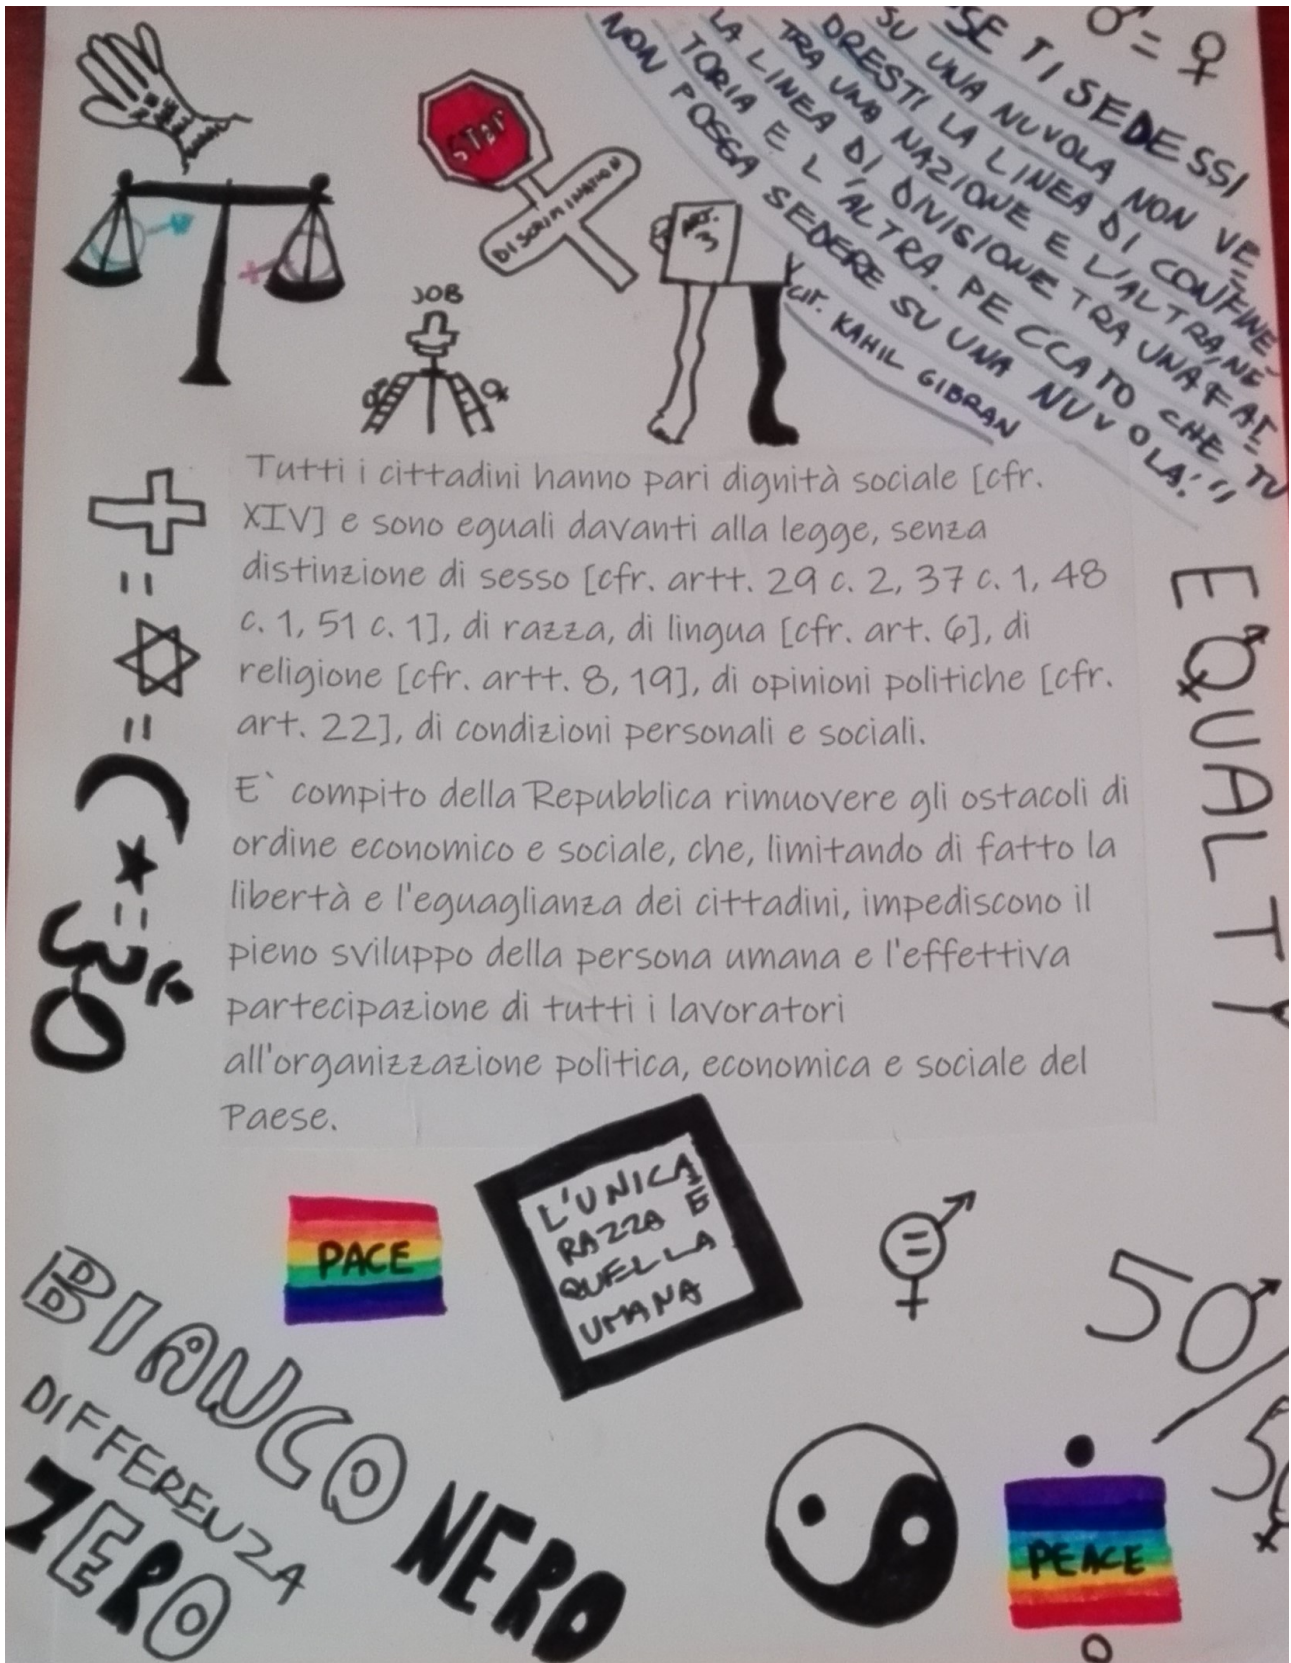 ♂ = ♀
"SE TI SEDESSI
SU UNA NUVOLA NON VE
DRESTI LA LINEA DI CONFINE
TRA UNA NAZIONE E L'ALTRA, NÈ
LA LINEA DI DIVISIONE TRA UNA FAT
TORIA E L'ALTRA. PECCATO CHE TU
NON POSSA SEDERE SU UNA NUVOLA."
cit. KAHIL GIBRAN
STOP
DISCRIMINATION
ART.
3
JOB
Tutti i cittadini hanno pari dignità sociale [cfr.
XIV] e sono eguali davanti alla legge, senza
distinzione di sesso [cfr. artt. 29 c. 2, 37 c. 1, 48
c. 1, 51 c. 1], di razza, di lingua [cfr. art. 6], di
religione [cfr. artt. 8, 19], di opinioni politiche [cfr.
art. 22], di condizioni personali e sociali.
E` compito della Repubblica rimuovere gli ostacoli di
ordine economico e sociale, che, limitando di fatto la
libertà e l'eguaglianza dei cittadini, impediscono il
pieno sviluppo della persona umana e l'effettiva
partecipazione di tutti i lavoratori
all'organizzazione politica, economica e sociale del
Paese.
EQUALTY
PACE
L'UNICA
RAZZA È
QUELLA
UMANA
50/50
BIANCO NERO
DIFFERENZA
ZERO
PEACE